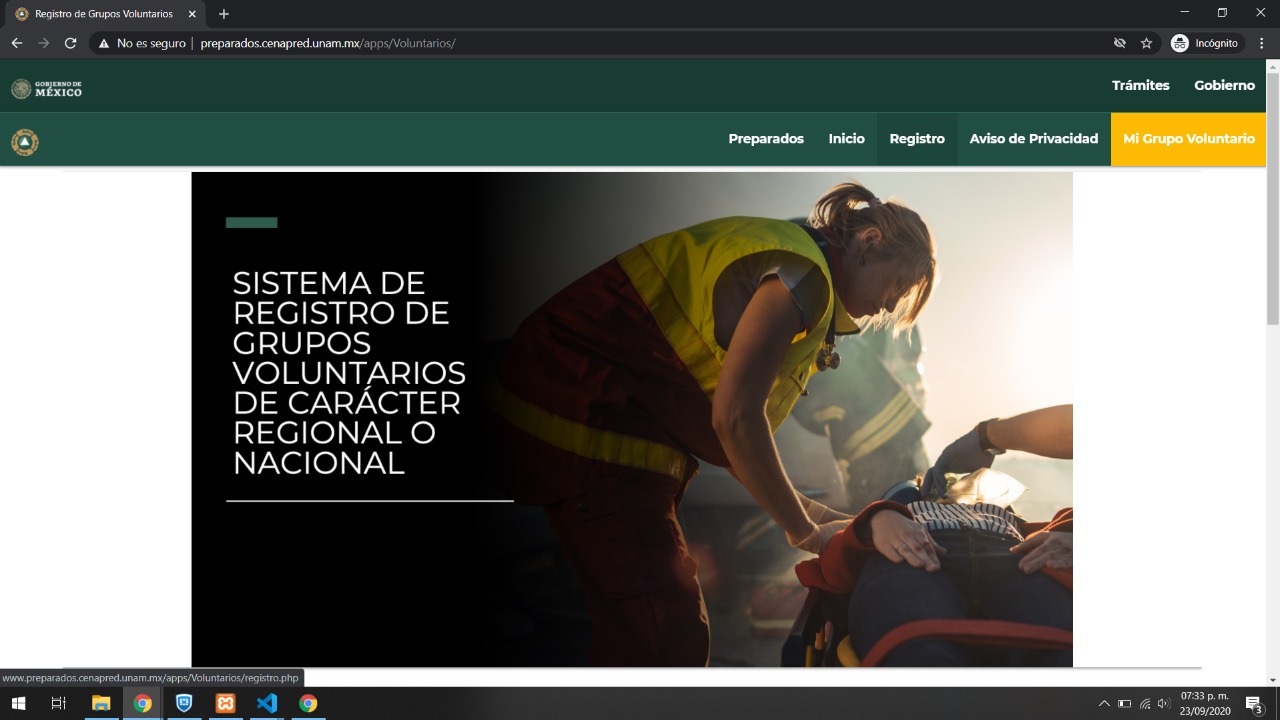 Registro de Grupos Voluntarios
No es seguro | preparados.cenapred.unam.mx/apps/Voluntarios/
Incógnito
GOBIERNO DE
MÉXICO
Trámites Gobierno
Preparados Inicio Registro Aviso de Privacidad Mi Grupo Voluntario
SISTEMA DE
REGISTRO DE
GRUPOS
VOLUNTARIOS
DE CARÁCTER
REGIONAL O
NACIONAL
www.preparados.cenapred.unam.mx/apps/Voluntarios/registro.php
07:33 p. m.
23/09/2020
3